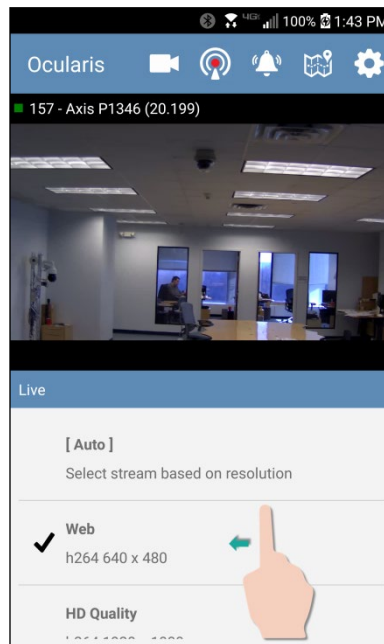 4G 100% 1:43 PM
Ocularis
157 - Axis P1346 (20.199)
Live
[ Auto ]
Select stream based on resolution
Web
h264 640 x 480
HD Quality